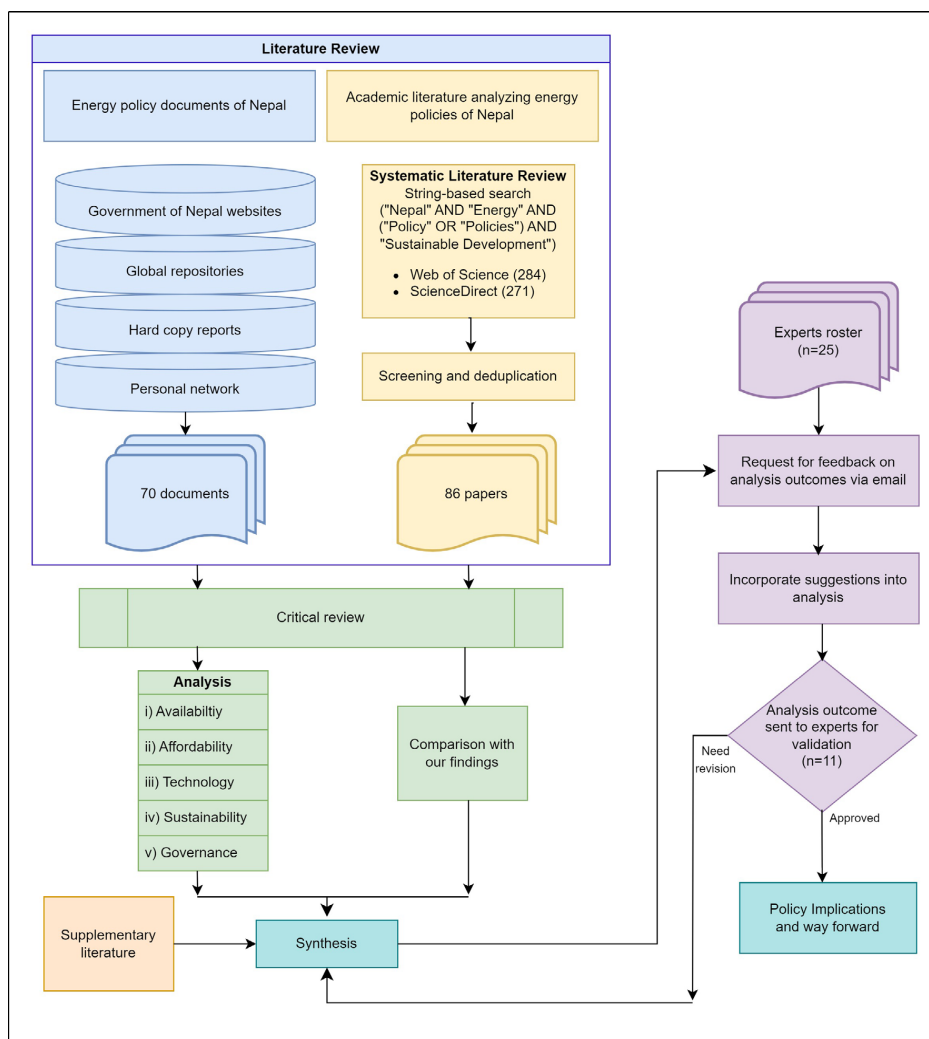 Literature Review
Energy policy documents of Nepal
Academic literature analyzing energy
policies of Nepal
Government of Nepal websites
Global repositories
Hard copy reports
Personal network
70 documents
Systematic Literature Review
String-based search
("Nepal" AND "Energy" AND
("Policy" OR "Policies") AND
"Sustainable Development")
• Web of Science (284)
• ScienceDirect (271)
Screening and deduplication
86 papers
Critical review
Analysis
i) Availabiltiy
ii) Affordability
iii) Technology
iv) Sustainability
v) Governance
Comparison with
our findings
Supplementary
literature
Synthesis
Experts roster
(n=25)
Request for feedback on
analysis outcomes via email
Incorporate suggestions into
analysis
Analysis outcome
sent to experts for
validation
(n=11)
Need
revision
Approved
Policy Implications
and way forward